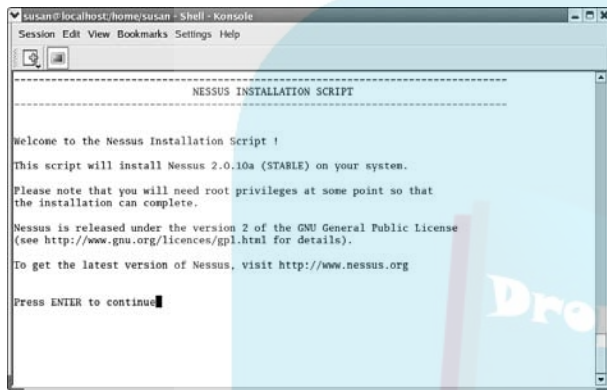 susan@localhost:/home/susan - Shell - Konsole
Session Edit View Bookmarks Settings Help
NESSUS INSTALLATION SCRIPT
Welcome to the Nessus Installation Script !
This script will install Nessus 2.0.10a (STABLE) on your system.
Please note that you will need root privileges at some point so that
the installation can complete.
Nessus is released under the version 2 of the GNU General Public License
(see http://www.gnu.org/licences/gpl.html for details).
To get the latest version of Nessus, visit http://www.nessus.org
Press ENTER to continue